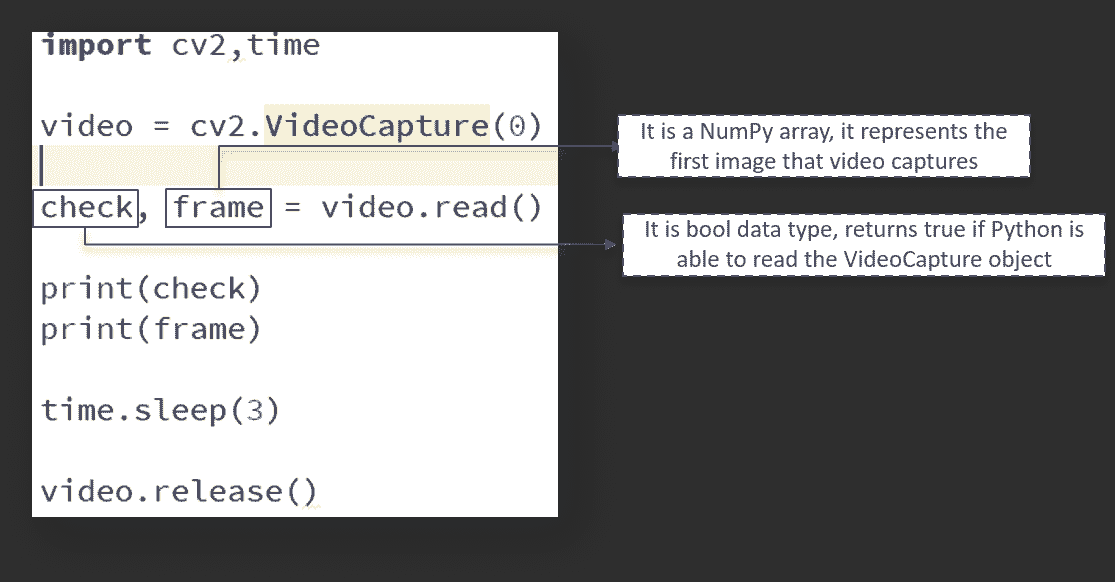 import cv2,time
video = cv2.VideoCapture(0)
check, frame = video.read()
print(check)
print(frame)
time.sleep(3)
video.release()
It is a NumPy array, it represents the
first image that video captures
It is bool data type, returns true if Python is
able to read the VideoCapture object